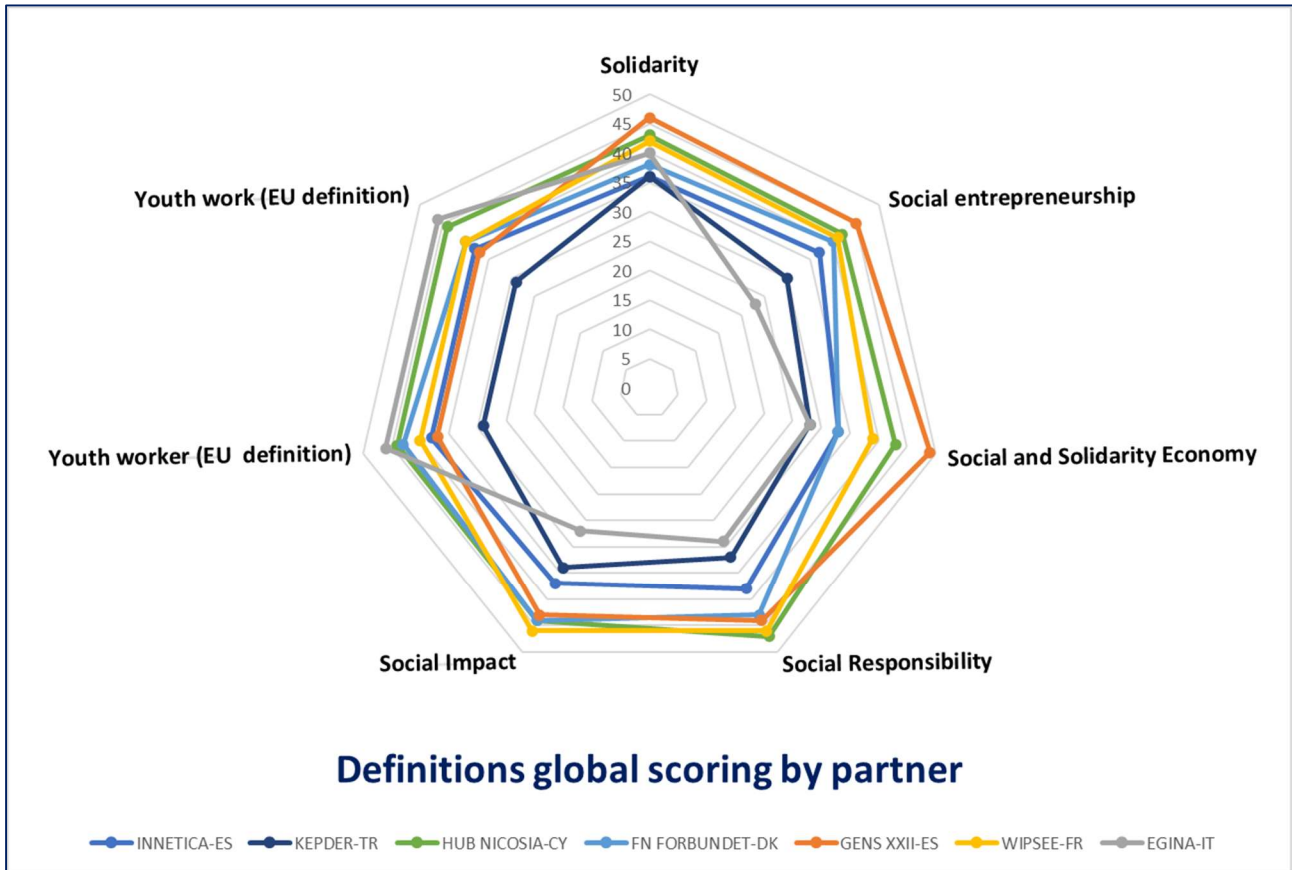 Solidarity
50
45
40
35
30
25
20
15
10
5
0
Social entrepreneurship
Social and Solidarity Economy
Social Responsibility
Social Impact
Youth worker (EU  definition)
Youth work (EU definition)
Definitions global scoring by partner
INNETICA-ES KEPDER-TR HUB NICOSIA-CY FN FORBUNDET-DK GENS XXII-ES WIPSEE-FR EGINA-IT